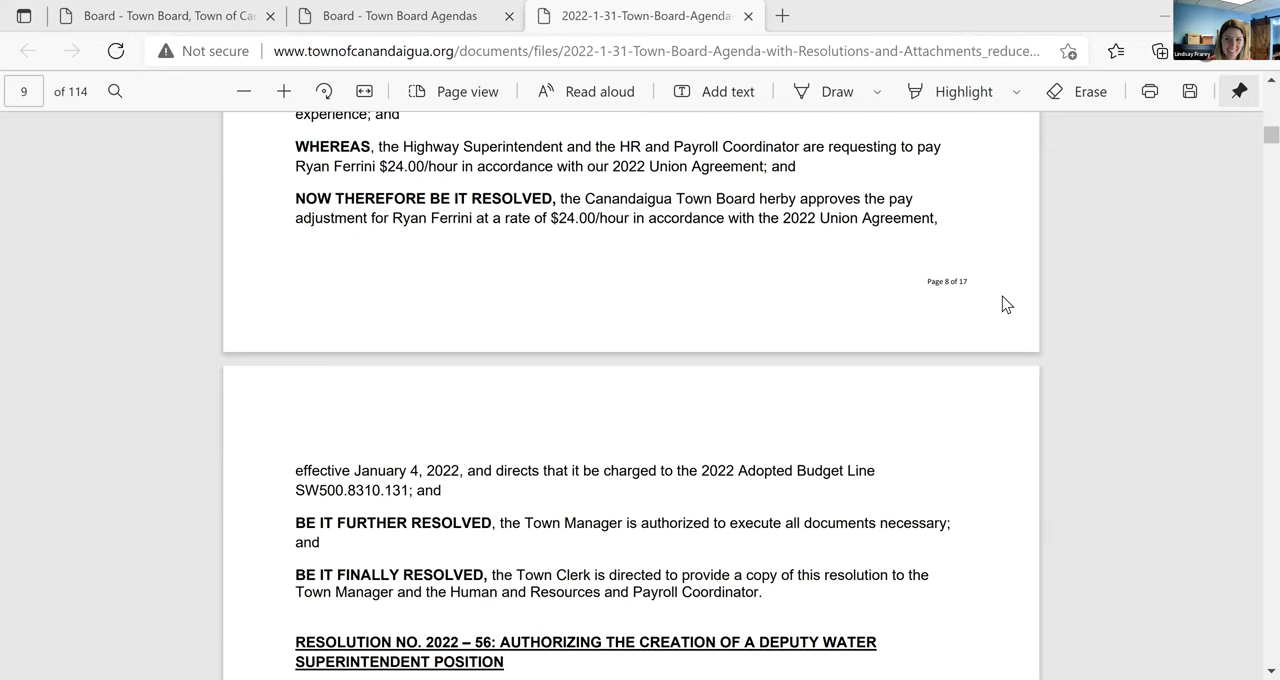 Board - Town Board, Town of Ca
Board - Town Board Agendas
2022-1-31-Town-Board-Agenda
Not secure
www.townofcanandaigua.org/documents/files/2022-1-31-Town-Board-Agenda-with-Resolutions-and-Attachments_reduce...
Lindsay Frarey
9 of 114
Page view
Read aloud
Add text
Draw
Highlight
Erase
experience; and
WHEREAS, the Highway Superintendent and the HR and Payroll Coordinator are requesting to pay
Ryan Ferrini $24.00/hour in accordance with our 2022 Union Agreement; and
NOW THEREFORE BE IT RESOLVED, the Canandaigua Town Board herby approves the pay
adjustment for Ryan Ferrini at a rate of $24.00/hour in accordance with the 2022 Union Agreement,
Page 8 of 17
effective January 4, 2022, and directs that it be charged to the 2022 Adopted Budget Line
SW500.8310.131; and
BE IT FURTHER RESOLVED, the Town Manager is authorized to execute all documents necessary;
and
BE IT FINALLY RESOLVED, the Town Clerk is directed to provide a copy of this resolution to the
Town Manager and the Human and Resources and Payroll Coordinator.
RESOLUTION NO. 2022 – 56: AUTHORIZING THE CREATION OF A DEPUTY WATER
SUPERINTENDENT POSITION